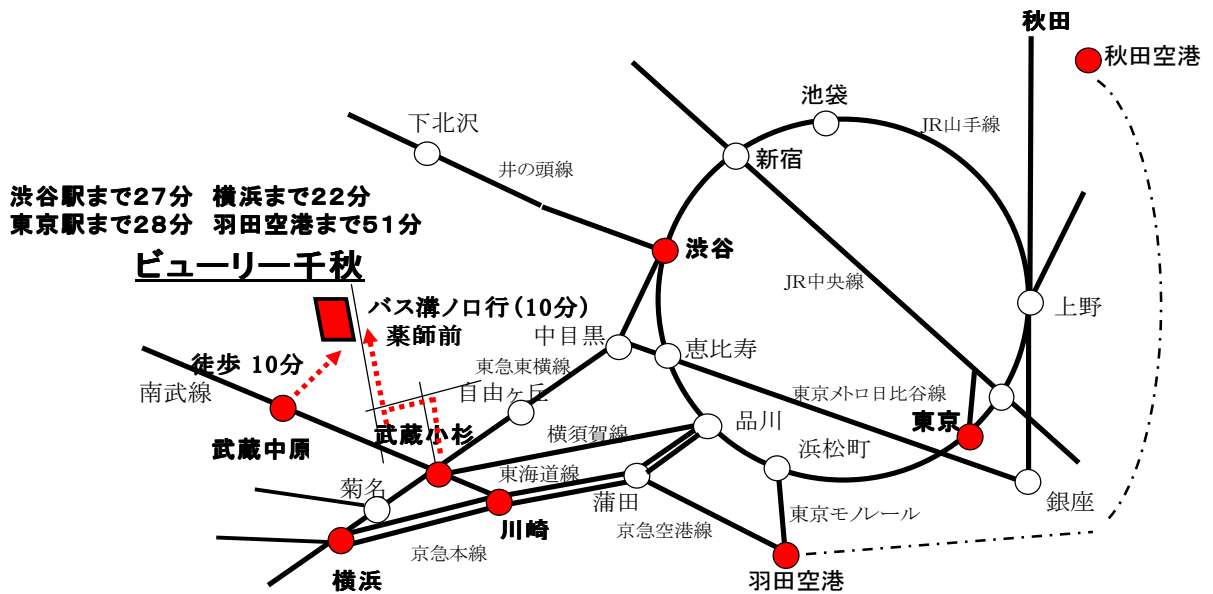 秋田
秋田空港
池袋
JR山手線
下北沢
新宿
井の頭線
渋谷駅まで27分 横浜まで22分
東京駅まで28分 羽田空港まで51分
渋谷
ビューリー千秋
JR中央線
バス溝ノ口行(10分)
薬師前
上野
中目黒
恵比寿
徒歩 10分
東急東横線
南武線
自由ヶ丘
東京メトロ日比谷線
品川
東京
武蔵小杉
横須賀線
武蔵中原
浜松町
東海道線
菊名
蒲田
銀座
東京モノレール
川崎
京急空港線
京急本線
横浜
羽田空港